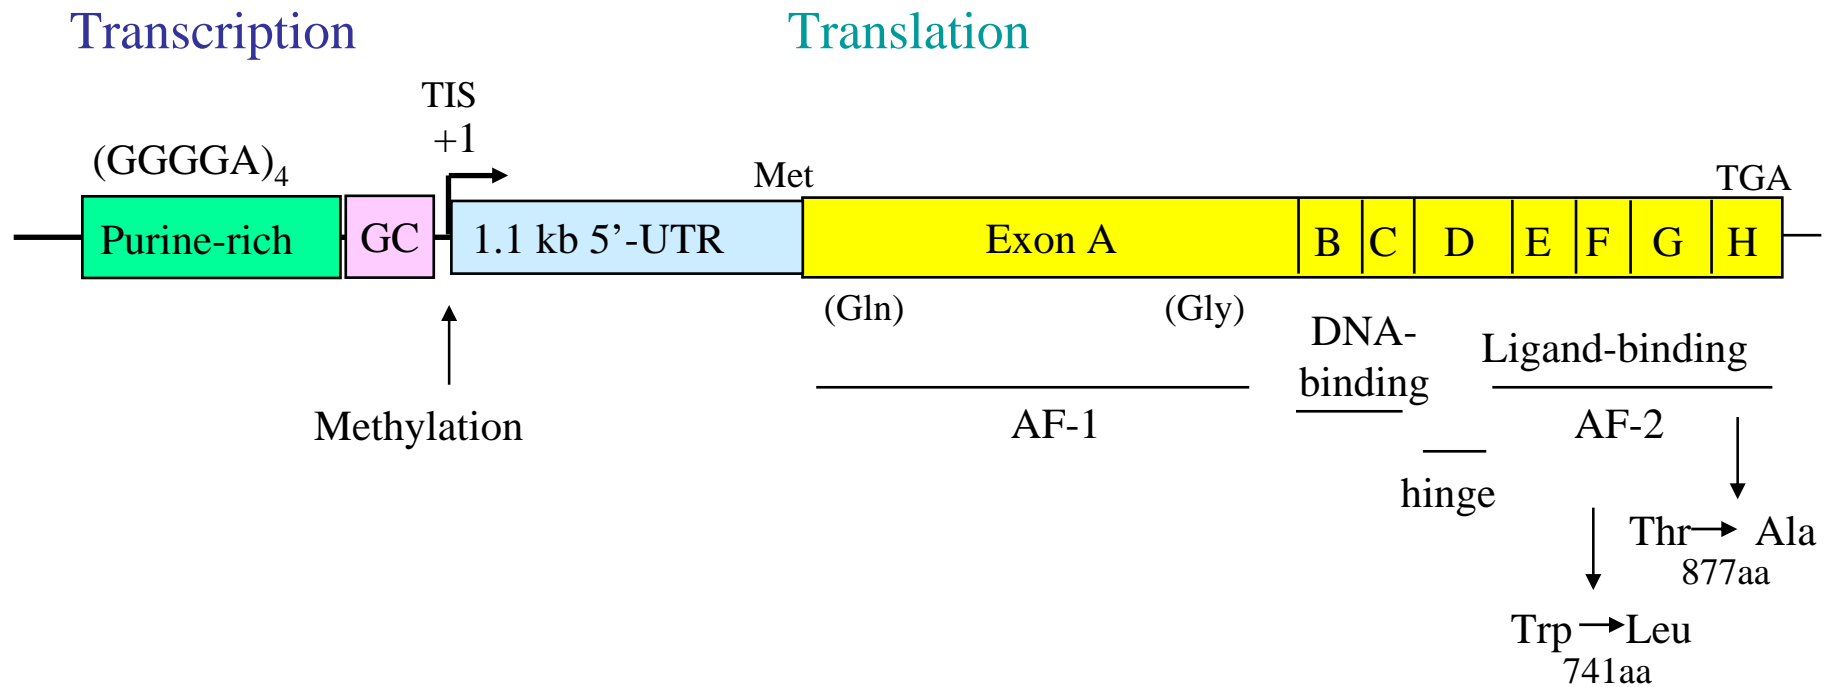 Transcription
Translation
TIS
+1
(GGGGA)4
Met
TGA
Purine-rich
GC
1.1 kb 5’-UTR
Exon A
B
C
D
E
F
G
H
(Gln)
(Gly)
DNA-
binding
Ligand-binding
Methylation
AF-1
AF-2
hinge
Thr → Ala
877aa
Trp → Leu
741aa